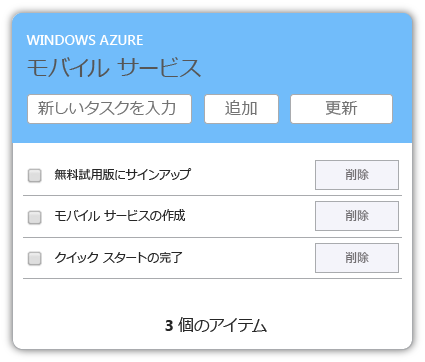 WINDOWS AZURE
モバイル サービス
新しいタスクを入力 追加 更新
無料試用版にサインアップ 削除
モバイル サービスの作成 削除
クイック スタートの完了 削除
3 個のアイテム